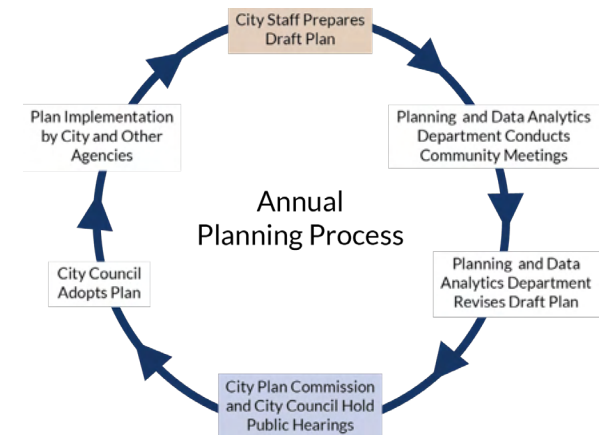 City Staff Prepares
Draft Plan
Planning and Data Analytics
Department Conducts
Community Meetings
Planning and Data
Analytics Department
Revises Draft Plan
City Plan Commission
and City Council Hold
Public Hearings
City Council
Adopts Plan
Plan Implementation
by City and Other
Agencies
Annual
Planning Process